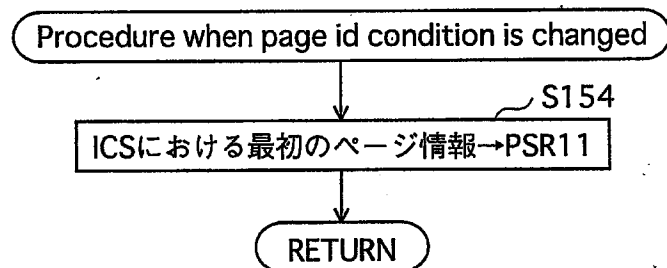 Procedure when page id condition is changed
S154
ICSにおける最初のページ情報→PSR11
RETURN